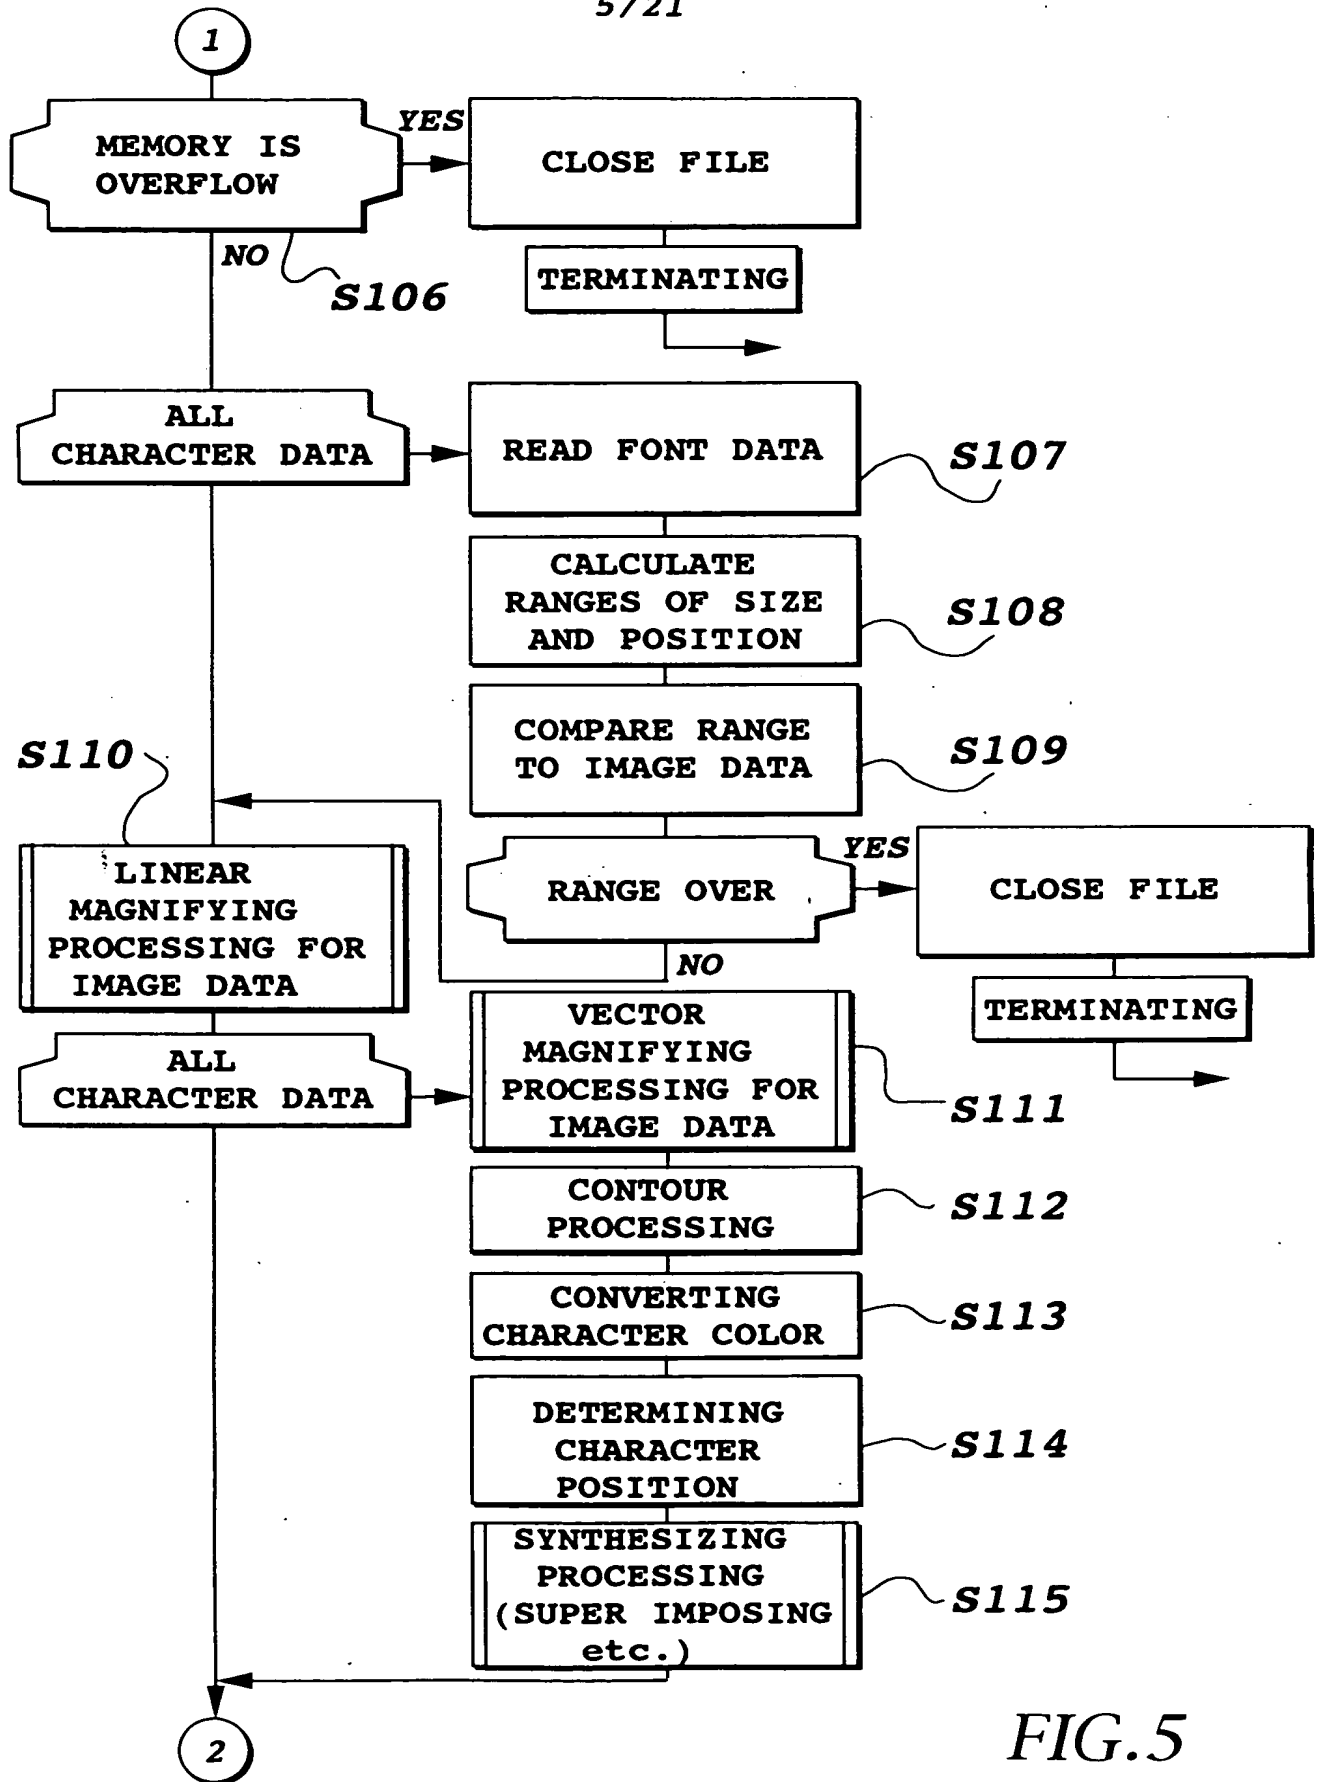 5/21
1
MEMORY IS
OVERFLOW
YES
CLOSE FILE
NO
S106
TERMINATING
ALL
CHARACTER DATA
READ FONT DATA
S107
CALCULATE
RANGES OF SIZE
AND POSITION
S108
COMPARE RANGE
TO IMAGE DATA
S109
S110
RANGE OVER
YES
CLOSE FILE
NO
TERMINATING
LINEAR
MAGNIFYING
PROCESSING FOR
IMAGE DATA
ALL
CHARACTER DATA
VECTOR
MAGNIFYING
PROCESSING FOR
IMAGE DATA
S111
CONTOUR
PROCESSING
S112
CONVERTING
CHARACTER COLOR
S113
DETERMINING
CHARACTER
POSITION
S114
SYNTHESIZING
PROCESSING
(SUPER IMPOSING
etc.)
S115
2
FIG.5